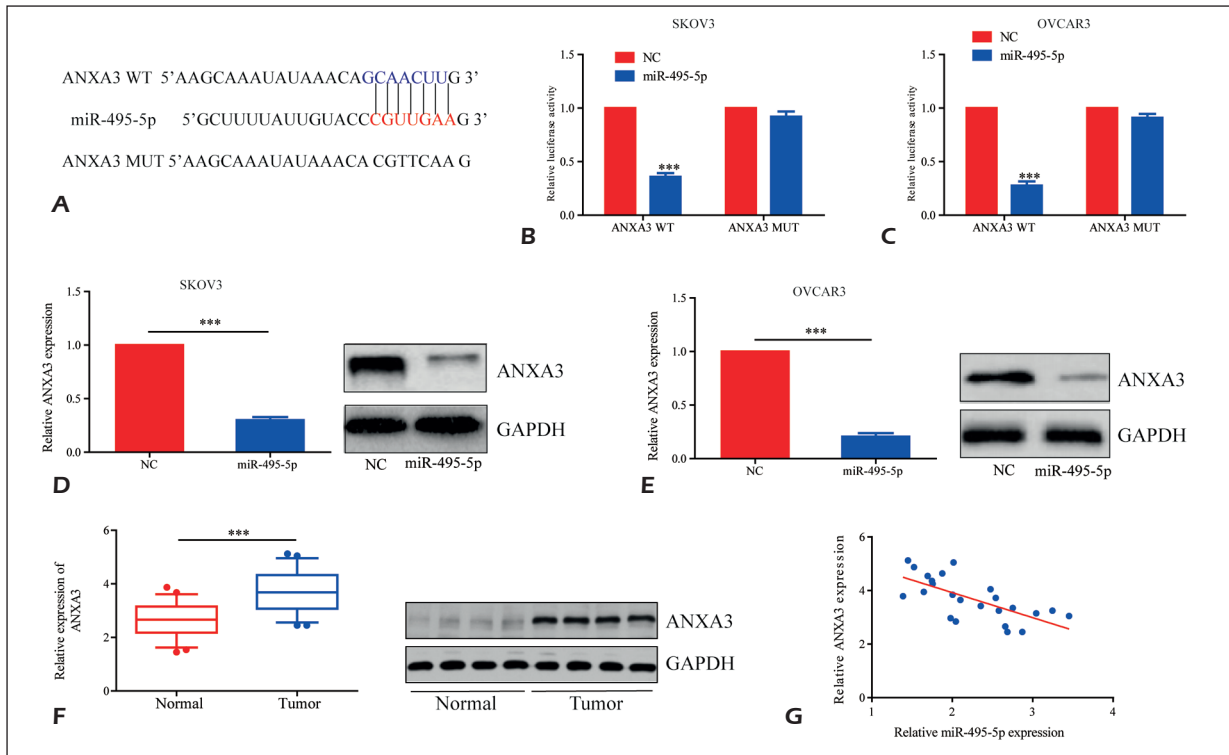 ANXA3 WT 5’AAGCAAAUAUAAACAGCAACUUG 3’
miR-495-5p 5’GCUUUUAUUGUACCCGUUGAAG 3’
ANXA3 MUT 5’AAGCAAAUAUAAACA CGTTCAA G
A
SKOV3
NC
miR-495-5p
Relative luciferase activity
1.5
1.0
0.5
0.0
***
ANXA3 WT ANXA3 MUT
B
OVCAR3
NC
miR-495-5p
Relative luciferase activity
1.5
1.0
0.5
0.0
***
ANXA3 WT ANXA3 MUT
C
SKOV3
Relative ANXA3 expression
1.5
1.0
0.5
0.0
***
NC miR-495-5p
ANXA3
GAPDH
NC miR-495-5p
D
OVCAR3
Relative ANXA3 expression
1.5
1.0
0.5
0.0
***
NC miR-495-5p
ANXA3
GAPDH
NC miR-495-5p
E
Relative expression of
ANXA3
6
4
2
0
***
Normal Tumor
ANXA3
GAPDH
Normal Tumor
F
Relative ANXA3 expression
6
4
2
0
1 2 3 4
Relative miR-495-5p expression
G